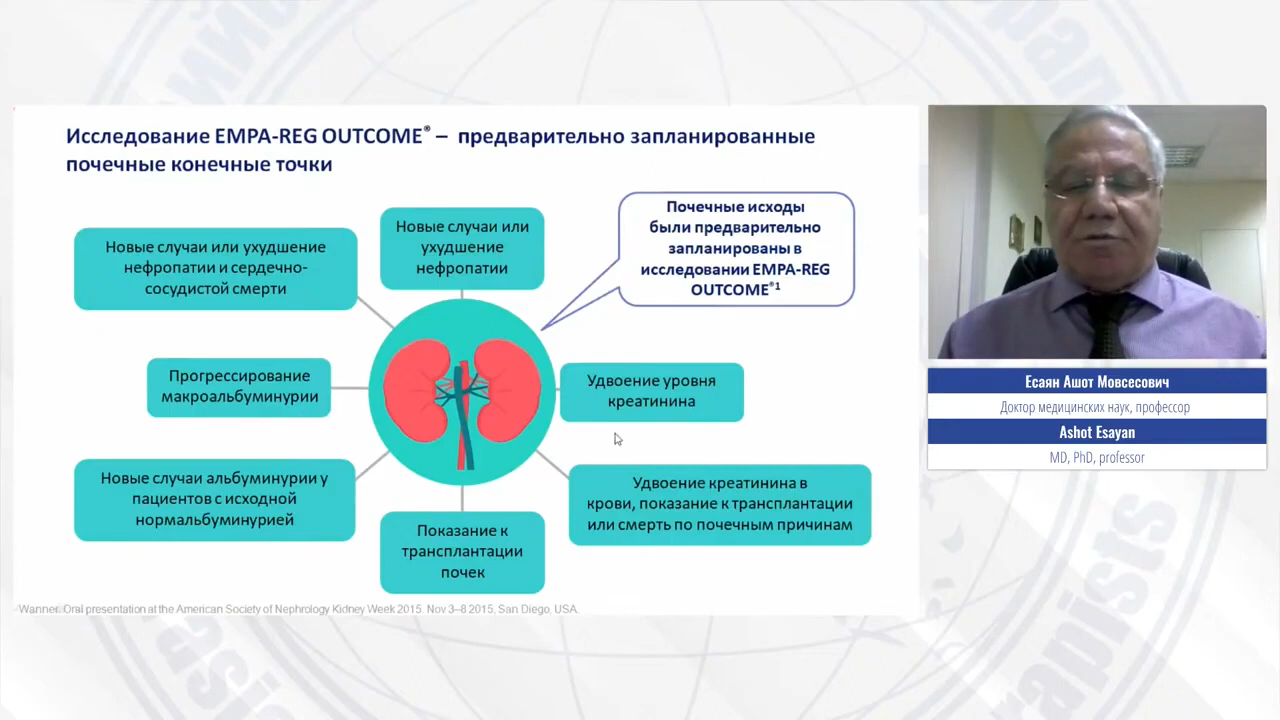 Исследование EMPA-REG OUTCOME® – предварительно запланированные
почечные конечные точки
Новые случаи или ухудшение
нефропатии и сердечно-
сосудистой смерти
Новые случаи или
ухудшение
нефропатии
Почечные исходы
были предварительно
запланированы в
исследовании EMPA-REG
OUTCOME®1
Прогрессирование
макроальбуминурии
Удвоение уровня
креатинина
Новые случаи альбуминурии у
пациентов с исходной
нормальбуминурией
Показание к
трансплантации
почек
Удвоение креатинина в
крови, показание к трансплантации
или смерть по почечным причинам
Wanner. Oral presentation at the American Society of Nephrology Kidney Week 2015. Nov 3–8 2015, San Diego, USA.
Есаян Ашот Мовсесович
Доктор медицинских наук, профессор
Ashot Esayan
MD, PhD, professor
rapists